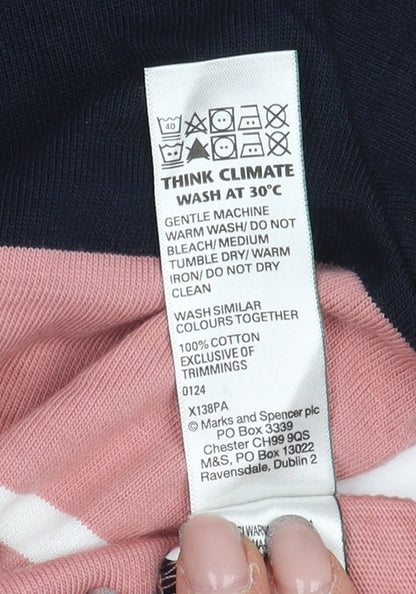 40
THINK CLIMATE
WASH AT 30°C
GENTLE MACHINE
WARM WASH/ DO NOT
BLEACH/ MEDIUM
TUMBLE DRY/ WARM
IRON/ DO NOT DRY
CLEAN
WASH SIMILAR
COLOURS TOGETHER
100% COTTON
EXCLUSIVE OF
TRIMMINGS
0124
X138PA
© Marks and Spencer plc
PO Box 3339
Chester CH99 9QS
M&S, PO Box 13022
Ravensdale, Dublin 2